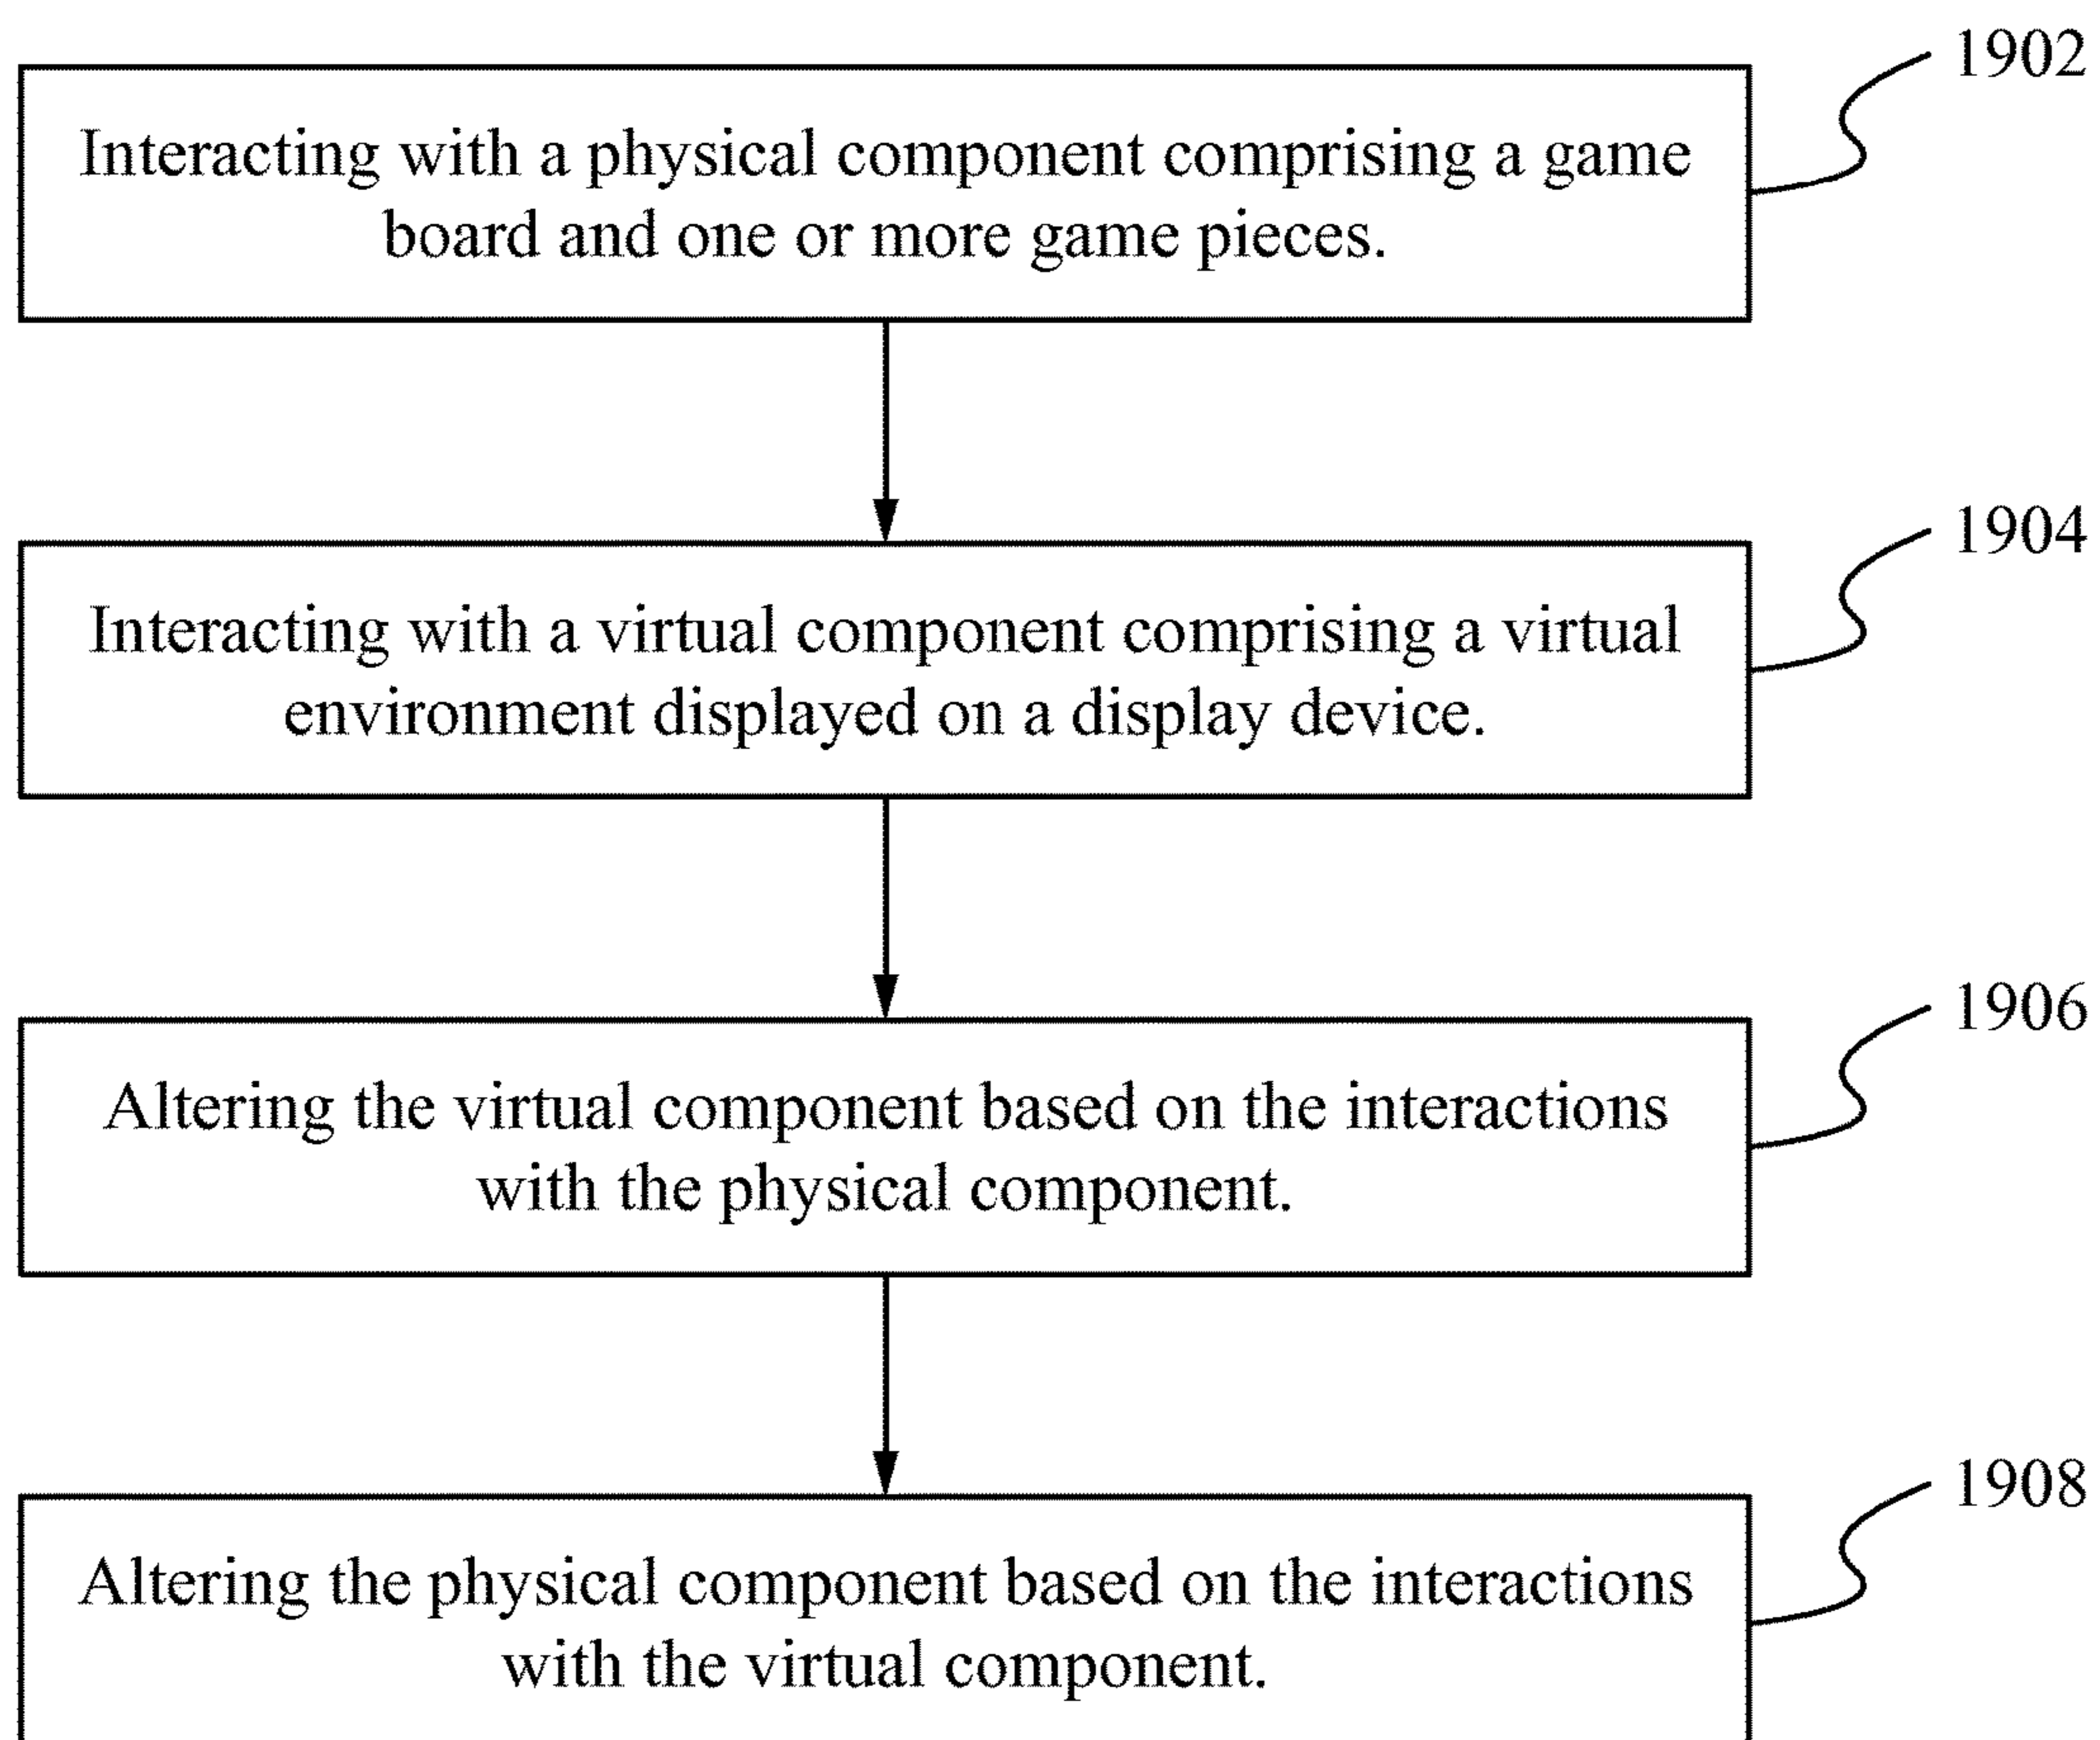 1902
Interacting with a physical component comprising a game
board and one or more game pieces.
1904
Interacting with a virtual component comprising a virtual
environment displayed on a display device.
1906
Altering the virtual component based on the interactions
with the physical component.
1908
Altering the physical component based on the interactions
with the virtual component.